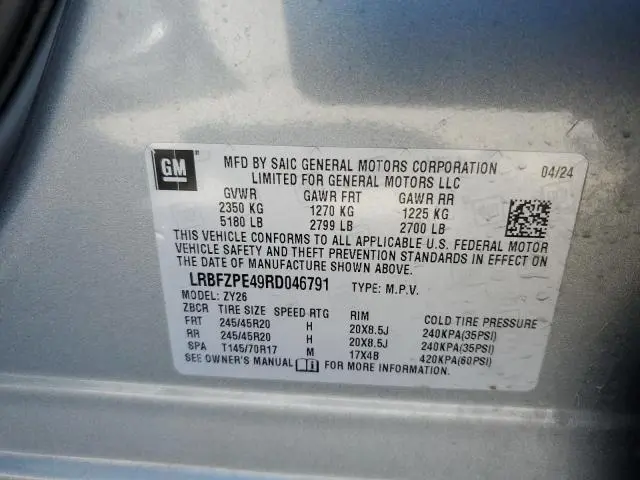 GM
MFD BY SAIC GENERAL MOTORS CORPORATION 04/24
LIMITED FOR GENERAL MOTORS LLC
GVWR GAWR FRT GAWR RR
2350 KG 1270 KG 1225 KG
5180 LB 2799 LB 2700 LB
THIS VEHICLE CONFORMS TO ALL APPLICABLE U.S. FEDERAL MOTOR
VEHICLE SAFETY AND THEFT PREVENTION STANDARDS IN EFFECT ON
THE DATE OF MANUFACTURE SHOWN ABOVE.
LRBFZPE49RD046791 TYPE: M.P.V.
MODEL: ZY26
ZBCR TIRE SIZE SPEED RTG RIM COLD TIRE PRESSURE
FRT 245/45R20 H 20X8.5J 240KPA(35PSI)
RR 245/45R20 H 20X8.5J 240KPA(35PSI)
SPA T145/70R17 M 17X4B 420KPA(60PSI)
SEE OWNER'S MANUAL FOR MORE INFORMATION.